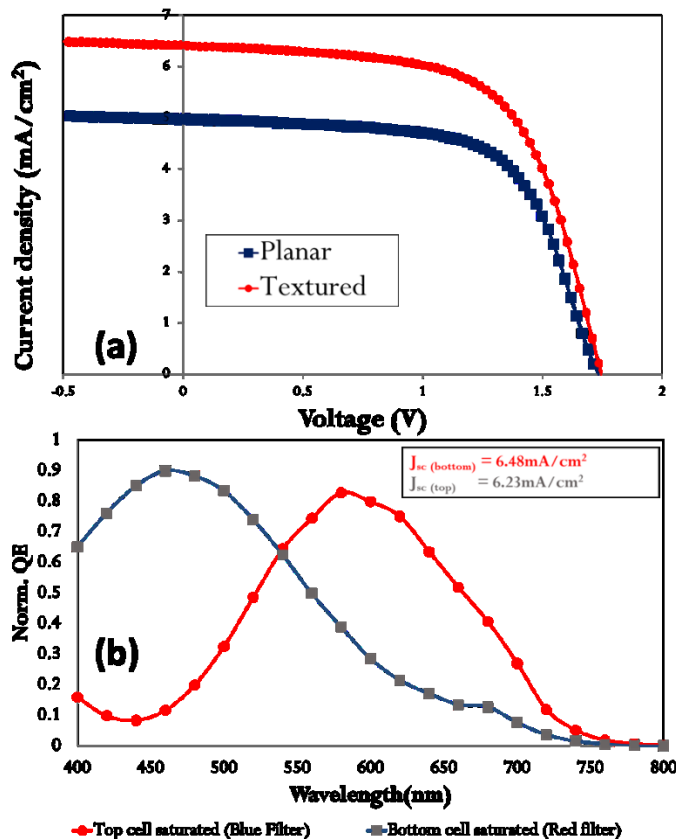 Current density (mA/cm²)
7
6
5
4
3
2
1
0
Planar
Textured
(a)
-0.5 0 0.5 1 1.5 2
Voltage (V)
Norm. QE
1
0.9
0.8
0.7
0.6
0.5
0.4
0.3
0.2
0.1
0
J sc (bottom) = 6.48mA/cm²
J sc (top) = 6.23mA/cm²
(b)
400 450 500 550 600 650 700 750 800
Wavelength(nm)
Top cell saturated (Blue Filter) Bottom cell saturated (Red filter)